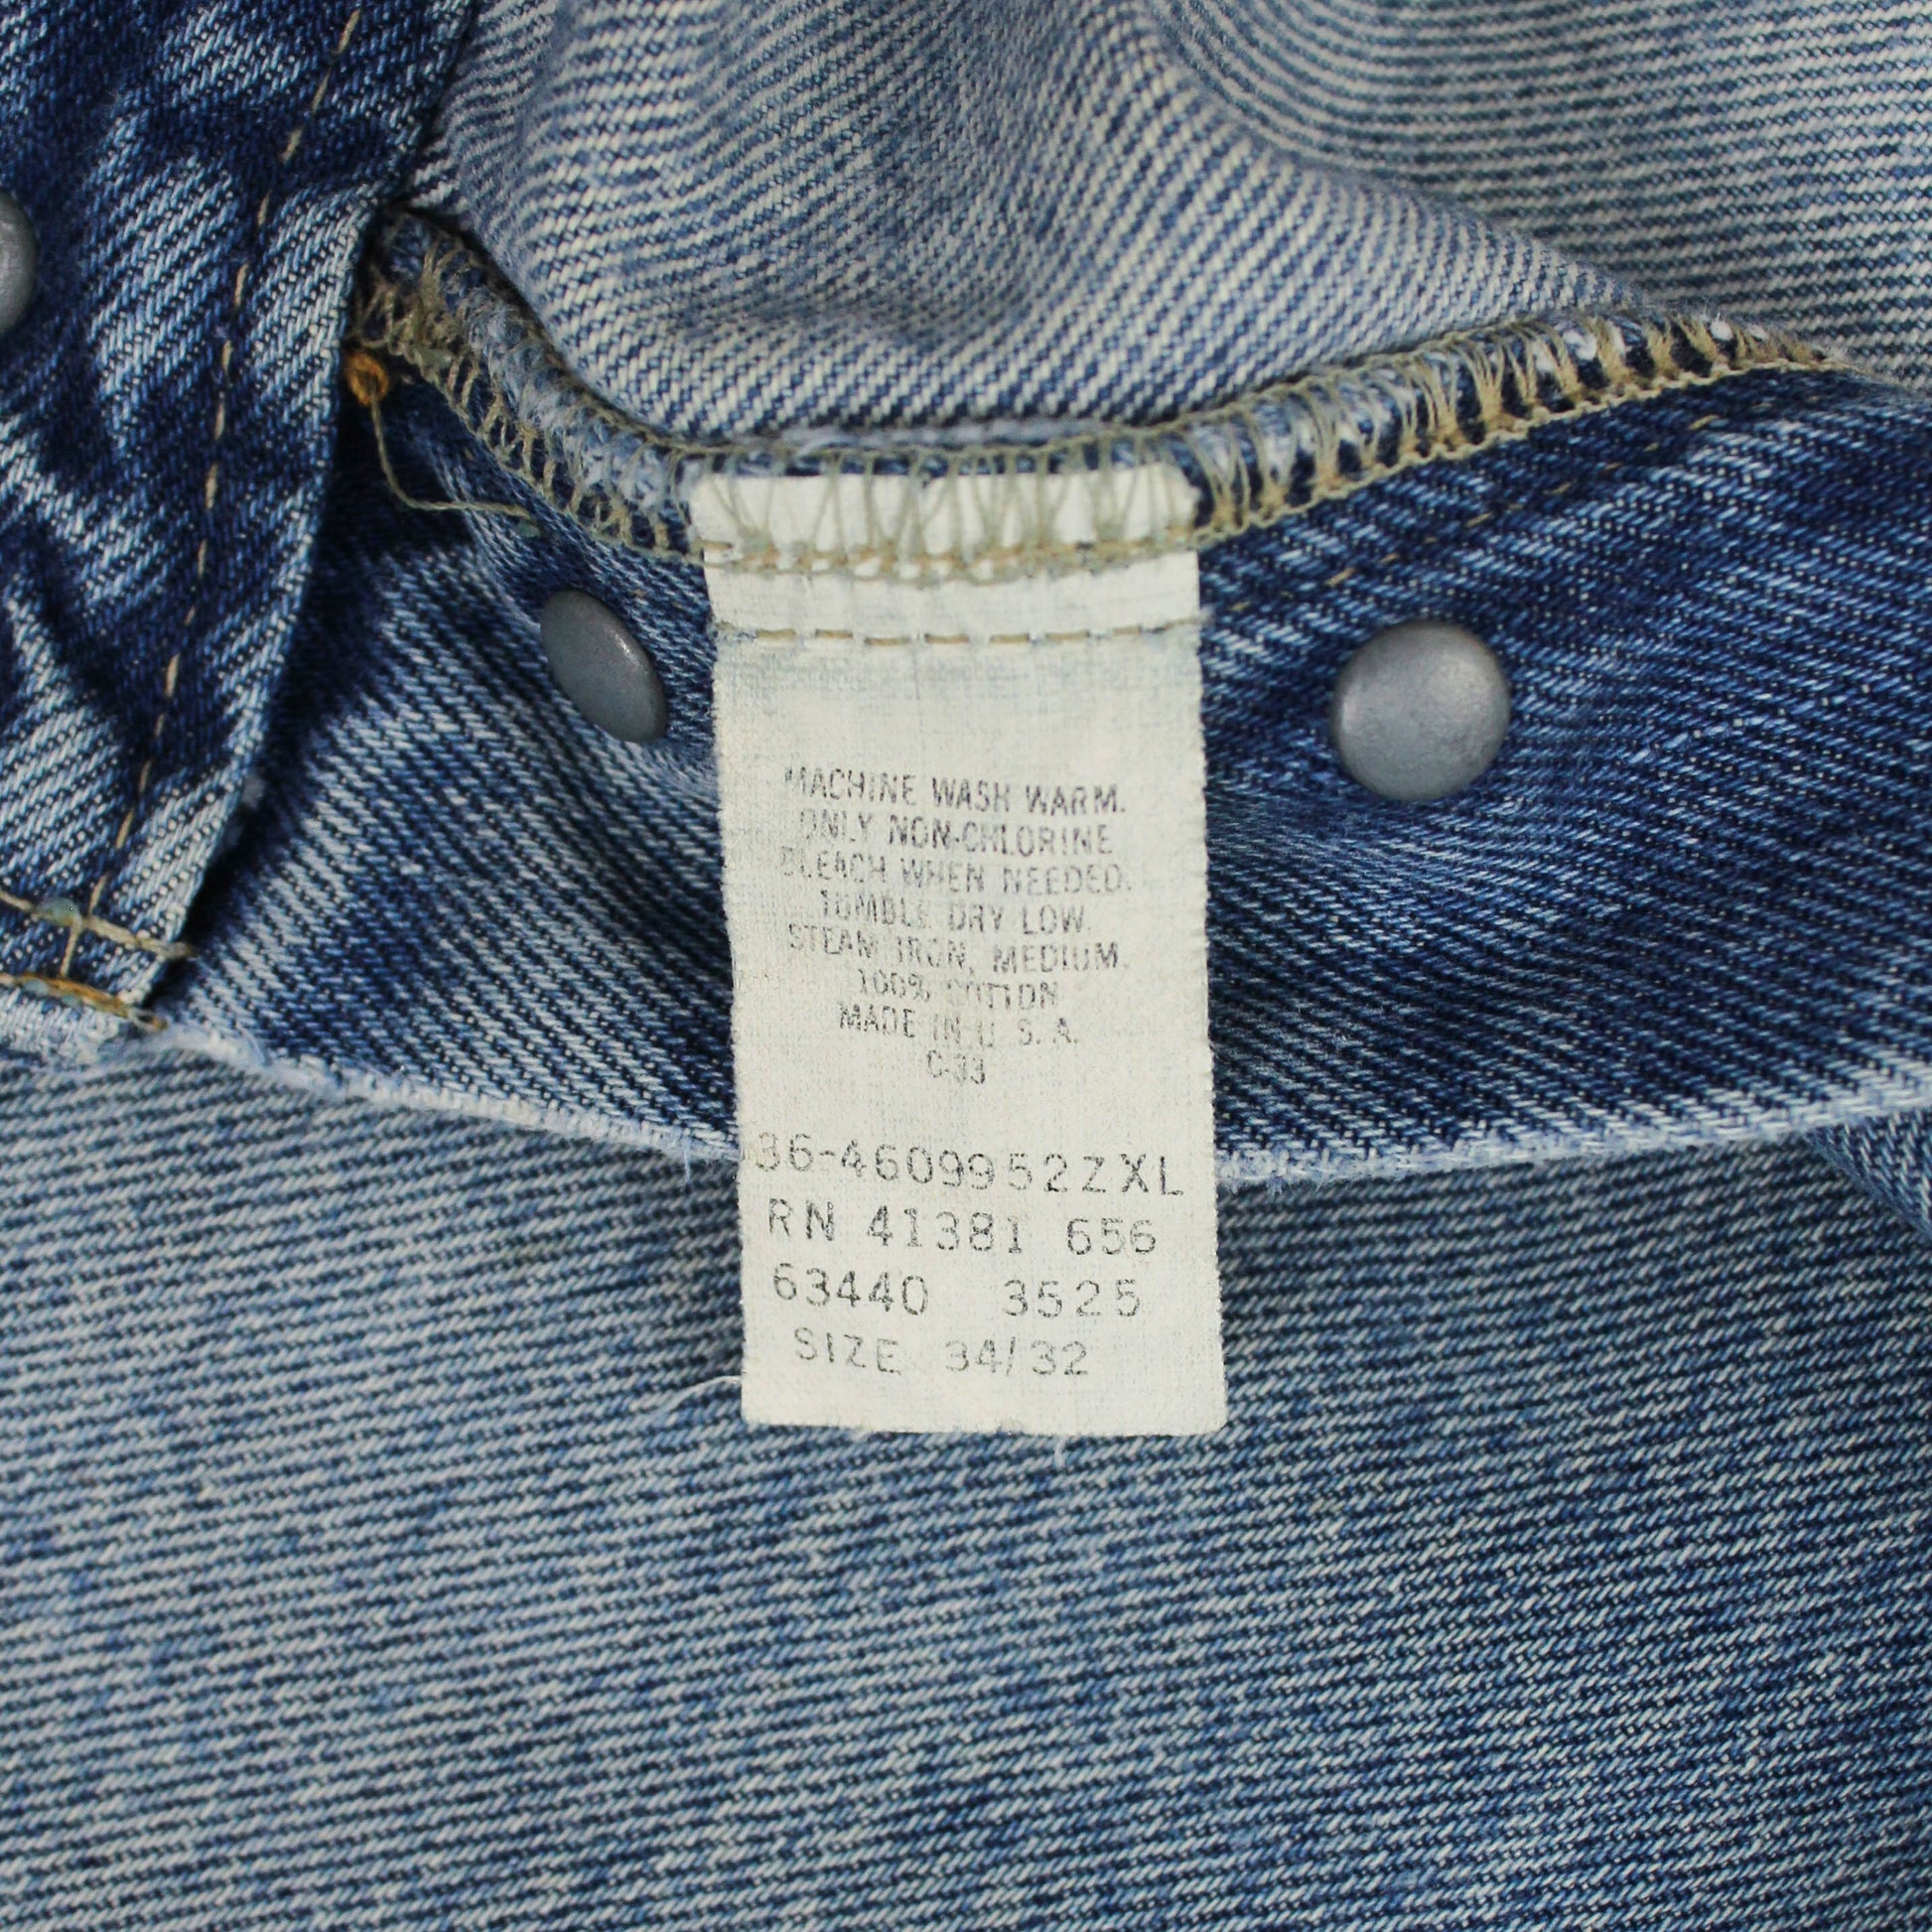 MACHINE WASH WARM.
ONLY NON-CHLORINE
BLEACH WHEN NEEDED.
TUMBLE DRY LOW.
STEAM IRON, MEDIUM.
100% COTTON
MADE IN U. S. A.
C-33
36-4609952ZXL
RN 41381 656
63440 3525
SIZE 34/32